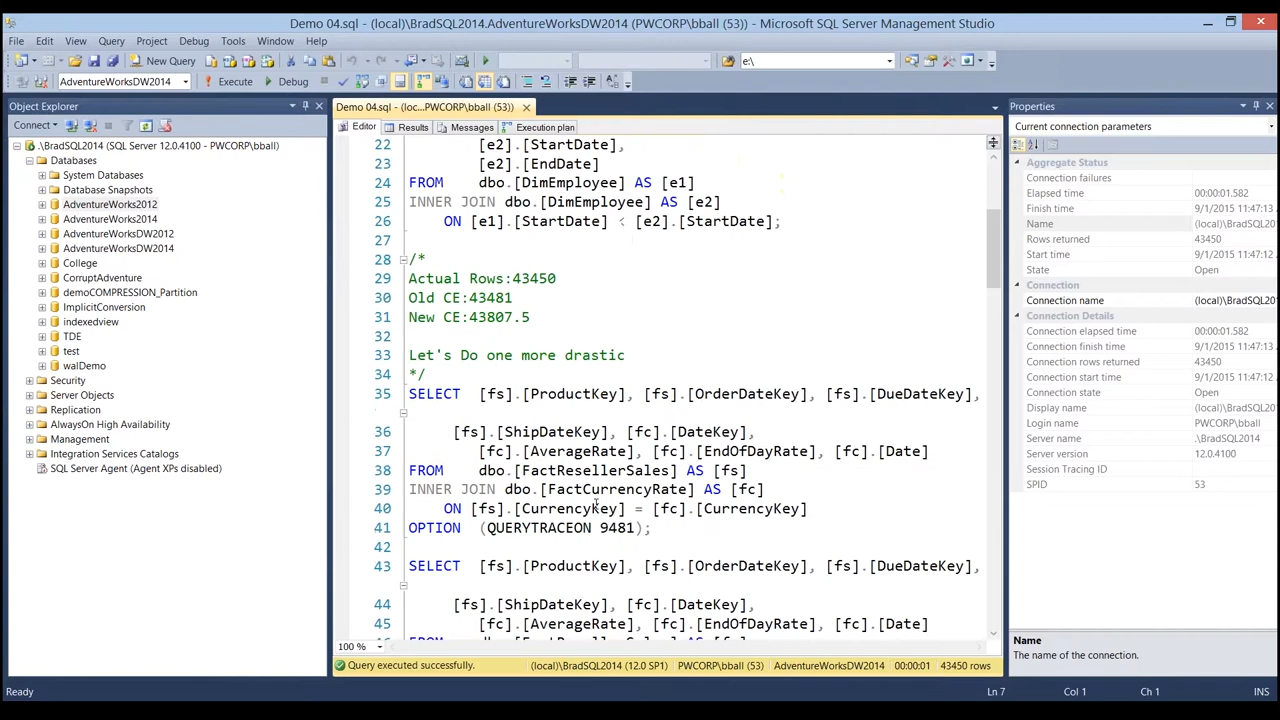 Demo 04.sql - (local)\BradSQL2014.AdventureWorksDW2014 (PWCORP\bball (53)) - Microsoft SQL Server Management Studio
File Edit View Query Project Debug Tools Window Help
New Query e:\
AdventureWorksDW2014 Execute Debug
Object Explorer
Connect
.\BradSQL2014 (SQL Server 12.0.4100 - PWCORP\bball)
Databases
System Databases
Database Snapshots
AdventureWorks2012
AdventureWorks2014
AdventureWorksDW2012
AdventureWorksDW2014
College
CorruptAdventure
demoCOMPRESSION_Partition
ImplicitConversion
indexedview
TDE
test
walDemo
Security
Server Objects
Replication
AlwaysOn High Availability
Management
Integration Services Catalogs
SQL Server Agent (Agent XPs disabled)
Demo 04.sql - (loc...PWCORP\bball (53))
Editor Results Messages Execution plan
22 [e2].[StartDate],
23 [e2].[EndDate]
24 FROM dbo.[DimEmployee] AS [e1]
25 INNER JOIN dbo.[DimEmployee] AS [e2]
26 ON [e1].[StartDate] < [e2].[StartDate];
27
28 /*
29 Actual Rows:43450
30 Old CE:43481
31 New CE:43807.5
32
33 Let's Do one more drastic
34 */
35 SELECT [fs].[ProductKey], [fs].[OrderDateKey], [fs].[DueDateKey],
36 [fs].[ShipDateKey], [fc].[DateKey],
37 [fc].[AverageRate], [fc].[EndOfDayRate], [fc].[Date]
38 FROM dbo.[FactResellerSales] AS [fs]
39 INNER JOIN dbo.[FactCurrencyRate] AS [fc]
40 ON [fs].[CurrencyKey] = [fc].[CurrencyKey]
41 OPTION (QUERYTRACEON 9481);
42
43 SELECT [fs].[ProductKey], [fs].[OrderDateKey], [fs].[DueDateKey],
44 [fs].[ShipDateKey], [fc].[DateKey],
45 [fc].[AverageRate], [fc].[EndOfDayRate], [fc].[Date]
100 %
Query executed successfully. (local)\BradSQL2014 (12.0 SP1) PWCORP\bball (53) AdventureWorksDW2014 00:00:01 43450 rows
Properties
Current connection parameters
Aggregate Status
Connection failures
Elapsed time 00:00:01.582
Finish time 9/1/2015 11:47:13
Name (local)\BradSQL20
Rows returned 43450
Start time 9/1/2015 11:47:12
State Open
Connection
Connection name (local)\BradSQL201
Connection Details
Connection elapsed time 00:00:01.582
Connection finish time 9/1/2015 11:47:13
Connection rows returned 43450
Connection start time 9/1/2015 11:47:12
Connection state Open
Display name (local)\BradSQL20
Login name PWCORP\bball
Server name .\BradSQL2014
Server version 12.0.4100
Session Tracing ID
SPID 53
Name
The name of the connection.
Ready Ln 7 Col 1 Ch 1 INS